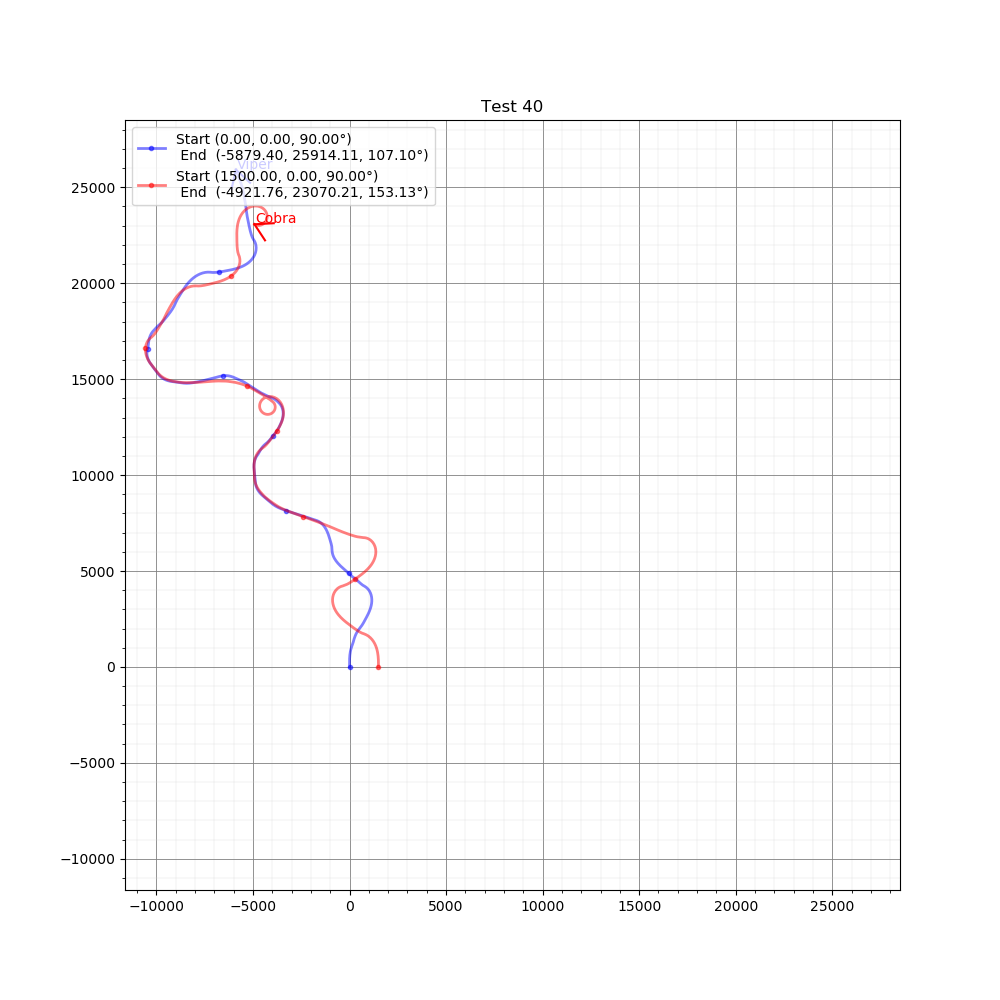 Test 40
Start (0.00, 0.00, 90.00°)
End (-5879.40, 25914.11, 107.10°)
Start (1500.00, 0.00, 90.00°)
End (-4921.76, 23070.21, 153.13°)
Viper
Cobra
25000
20000
15000
10000
5000
0
−5000
−10000
−10000 −5000 0 5000 10000 15000 20000 25000